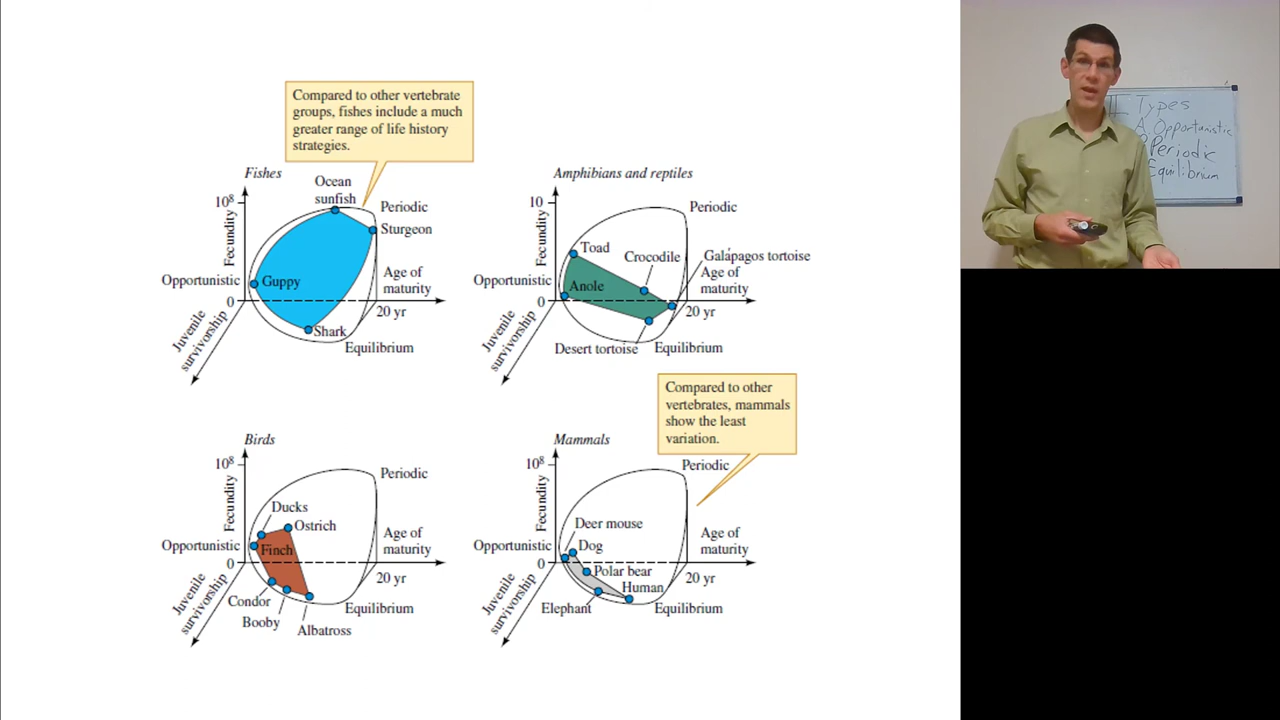 Compared to other vertebrate
groups, fishes include a much
greater range of life history
strategies.
Fishes
10⁸
Fecundity
Ocean
sunfish
Periodic
Sturgeon
Opportunistic
Guppy
Age of
maturity
0
20 yr
Shark
Equilibrium
Juvenile
survivorship
Amphibians and reptiles
10
Fecundity
Periodic
Toad
Crocodile
Galápagos tortoise
Opportunistic
Anole
Age of
maturity
0
20 yr
Desert tortoise
Equilibrium
Juvenile
survivorship
Birds
10⁸
Fecundity
Periodic
Ducks
Ostrich
Opportunistic
Finch
Age of
maturity
0
20 yr
Condor
Booby
Albatross
Equilibrium
Juvenile
survivorship
Compared to other
vertebrates, mammals
show the least
variation.
Mammals
10⁸
Fecundity
Periodic
Deer mouse
Opportunistic
Dog
Age of
maturity
0
Polar bear
20 yr
Human
Elephant
Equilibrium
Juvenile
survivorship
II Types
A Opportunistic
Periodic
Equilibrium